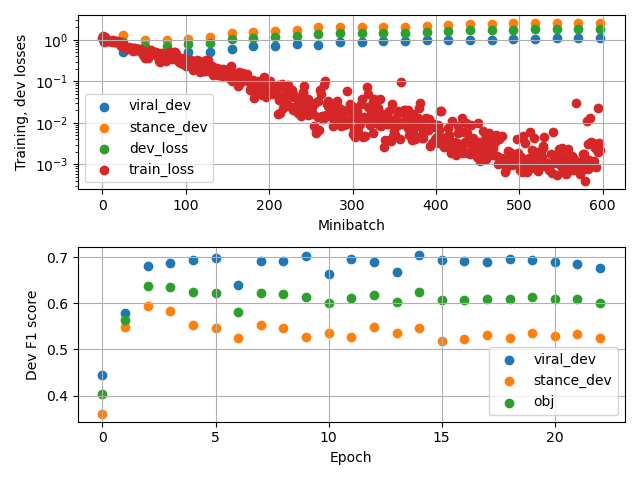 Training, dev losses
10⁰
10⁻¹
10⁻²
10⁻³
viral_dev
stance_dev
dev_loss
train_loss
0
100
200
300
400
500
600
Minibatch
Dev F1 score
0.7
0.6
0.5
0.4
viral_dev
stance_dev
obj
0
5
10
15
20
Epoch